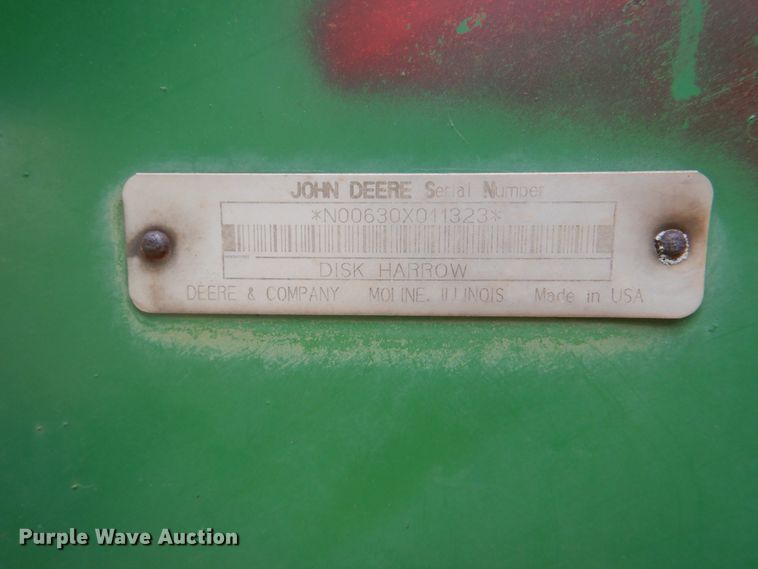 JOHN DEERE Serial Number
*N00630X011323*
DISK HARROW
DEERE & COMPANY MOLINE, ILLINOIS Made in USA
Purple Wave Auction